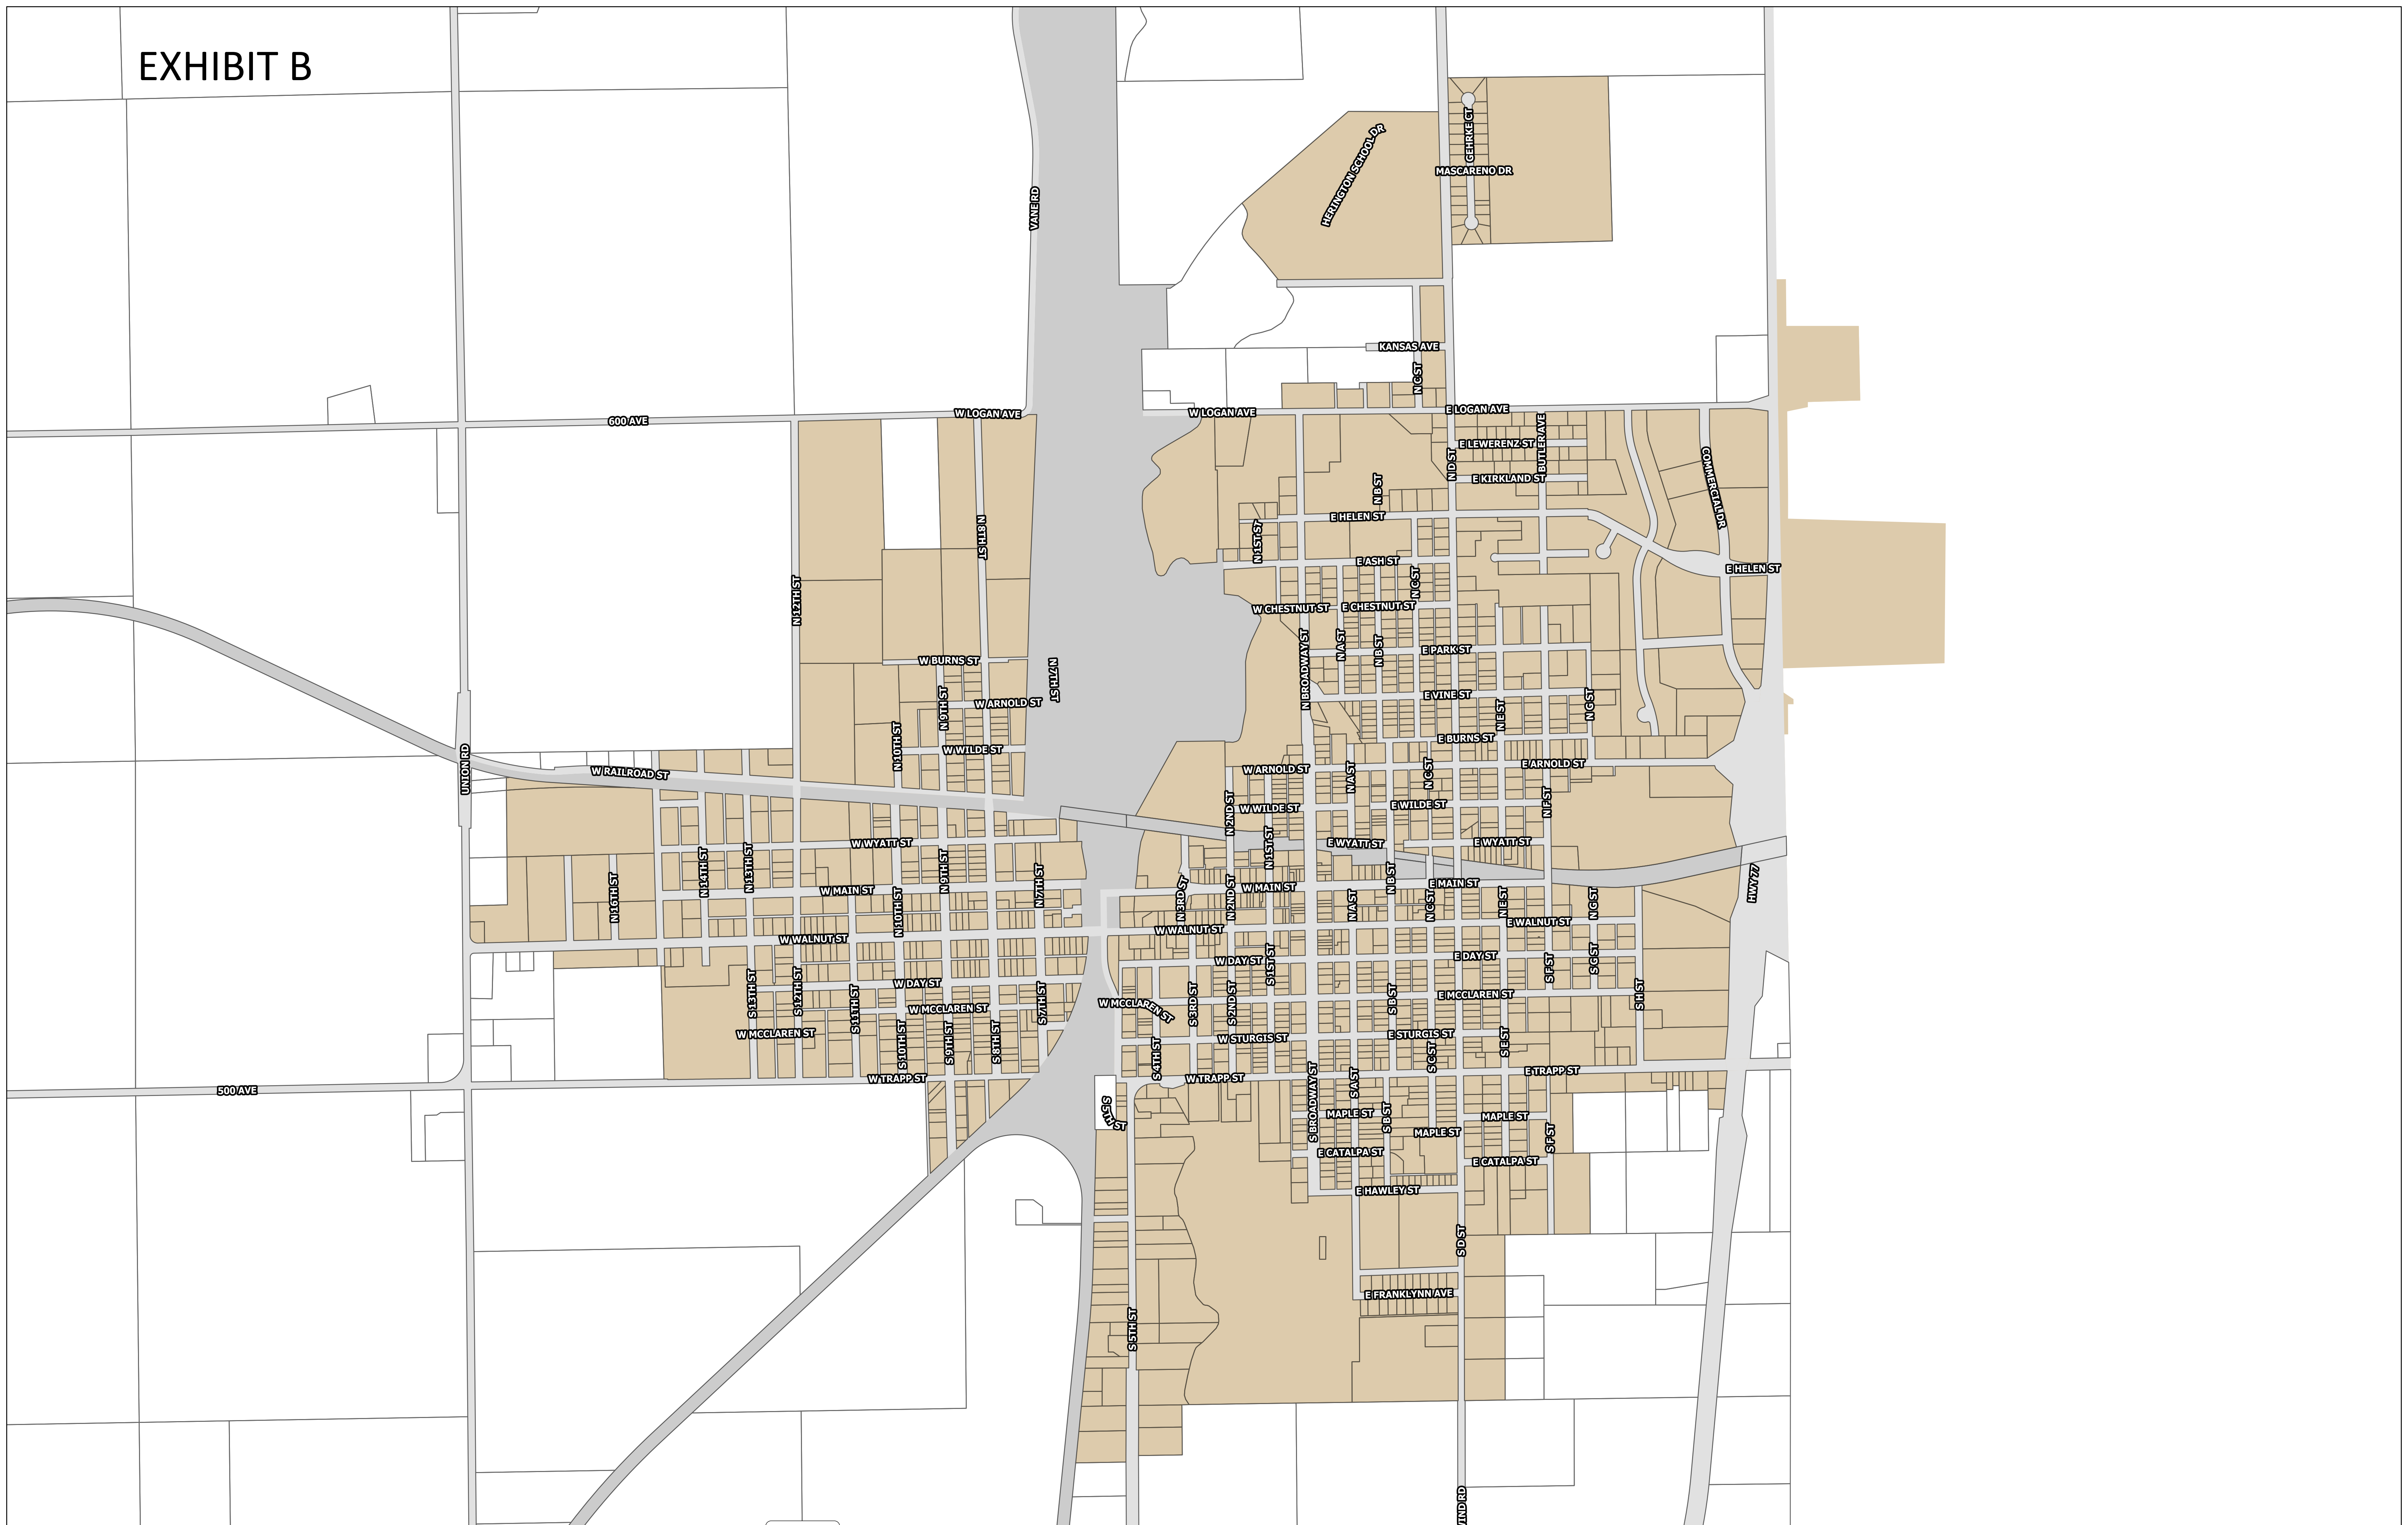 EXHIBIT B
GEHRKE CT
HERINGTON SCHOOL DR
MASCARENO DR
VANE RD
KANSAS AVE
N C ST
W LOGAN AVE
W LOGAN AVE
E LOGAN AVE
600 AVE
E LEWERENZ ST
BUTLER AVE
N D ST
COMMERCIAL DR
E KIRKLAND ST
N B ST
E HELEN ST
N 8TH ST
N 1ST ST
E ASH ST
E HELEN ST
N C ST
N 12TH ST
W CHESTNUT ST
E CHESTNUT ST
N BROADWAY ST
N A ST
N B ST
E PARK ST
W BURNS ST
N 7TH ST
E VINE ST
N 9TH ST
W ARNOLD ST
N G ST
N E ST
E BURNS ST
N 10TH ST
W WILDE ST
UNION RD
W RAILROAD ST
W ARNOLD ST
N A ST
N C ST
E ARNOLD ST
N 2ND ST
W WILDE ST
E WILDE ST
N F ST
W WYATT ST
N 1ST ST
E WYATT ST
E WYATT ST
N 14TH ST
N 13TH ST
N 9TH ST
N 7TH ST
N B ST
HWY 77
W MAIN ST
W MAIN ST
E MAIN ST
N 16TH ST
N 10TH ST
N 3RD ST
N 2ND ST
N A ST
N C ST
N E ST
N G ST
E WALNUT ST
W WALNUT ST
W WALNUT ST
W DAY ST
S 1ST ST
E DAY ST
S F ST
S G ST
S 13TH ST
S 12TH ST
W DAY ST
S 11TH ST
W MCCLAREN ST
S 7TH ST
W MCCLAREN ST
S 3RD ST
S 2ND ST
S B ST
E MCCLAREN ST
S H ST
W MCCLAREN ST
S 10TH ST
S 9TH ST
S 8TH ST
S 4TH ST
W STURGIS ST
E STURGIS ST
S C ST
S E ST
W TRAPP ST
W TRAPP ST
E TRAPP ST
500 AVE
S 5TH ST
S BROADWAY ST
S A ST
MAPLE ST
S B ST
MAPLE ST
MAPLE ST
S F ST
E CATALPA ST
E CATALPA ST
E HAWLEY ST
S D ST
E FRANKLYNN AVE
S 5TH ST